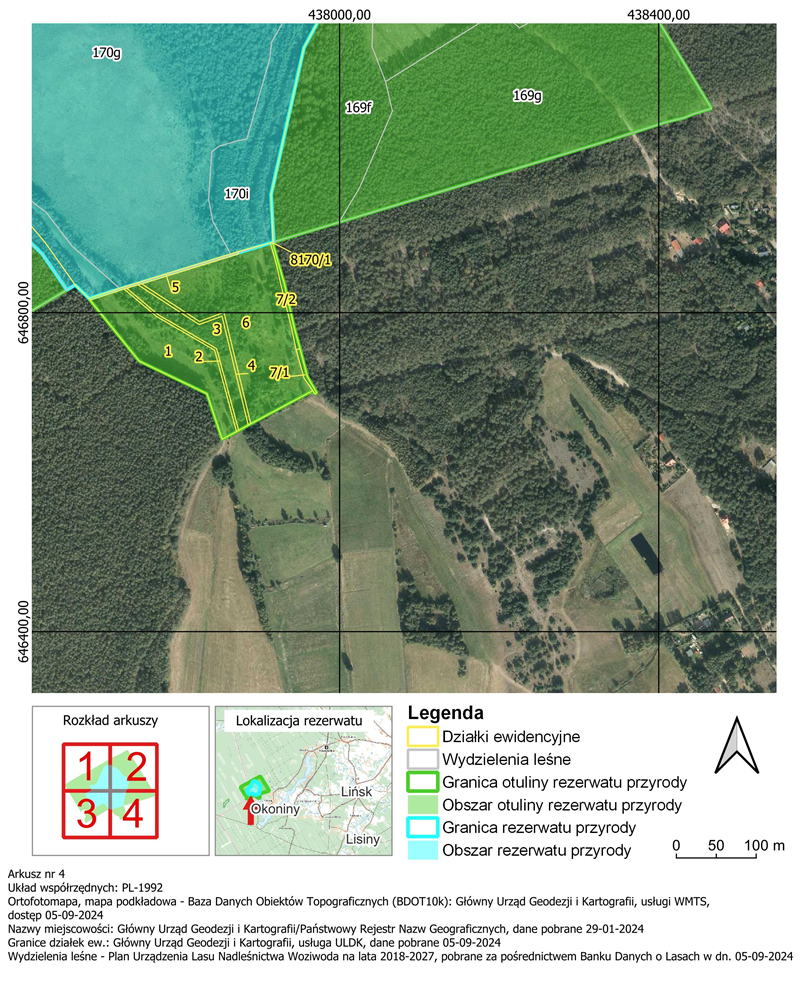 438000,00
438400,00
170g
169f
169g
170i
8170/1
5
7/2
646800,00
3
6
1
2
4
7/1
646400,00
Rozkład arkuszy
1
2
3
4
Lokalizacja rezerwatu
Lińsk
Okoniny
Lisiny
Legenda
Działki ewidencyjne
Wydzielenia leśne
Granica otuliny rezerwatu przyrody
Obszar otuliny rezerwatu przyrody
Granica rezerwatu przyrody
Obszar rezerwatu przyrody
0 50 100 m
Arkusz nr 4
Układ współrzędnych: PL-1992
Ortofotomapa, mapa podkładowa - Baza Danych Obiektów Topograficznych (BDOT10k): Główny Urząd Geodezji i Kartografii, usługi WMTS,
dostęp 05-09-2024
Nazwy miejscowości: Główny Urząd Geodezji i Kartografii/Państwowy Rejestr Nazw Geograficznych, dane pobrane 29-01-2024
Granice działek ew.: Główny Urząd Geodezji i Kartografii, usługa ULDK, dane pobrane 05-09-2024
Wydzielenia leśne - Plan Urządzenia Lasu Nadleśnictwa Woziwoda na lata 2018-2027, pobrane za pośrednictwem Banku Danych o Lasach w dn. 05-09-2024